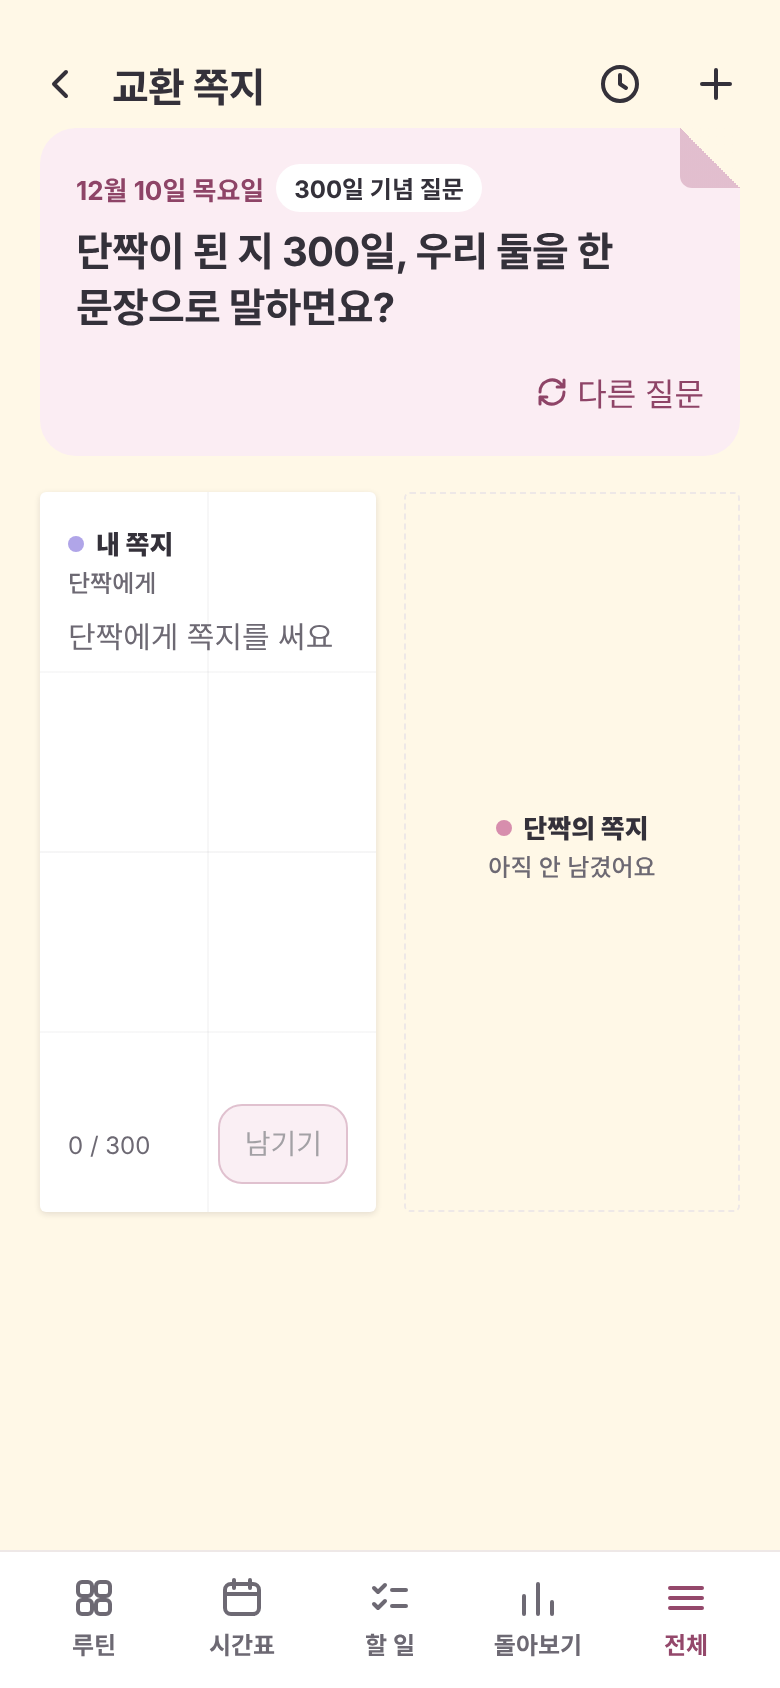 교환 쪽지
12월 10일 목요일
300일 기념 질문
단짝이 된 지 300일, 우리 둘을 한
문장으로 말하면요?
다른 질문
내 쪽지
단짝에게
단짝에게 쪽지를 써요
0 / 300
남기기
단짝의 쪽지
아직 안 남겼어요
루틴
시간표
할 일
돌아보기
전체